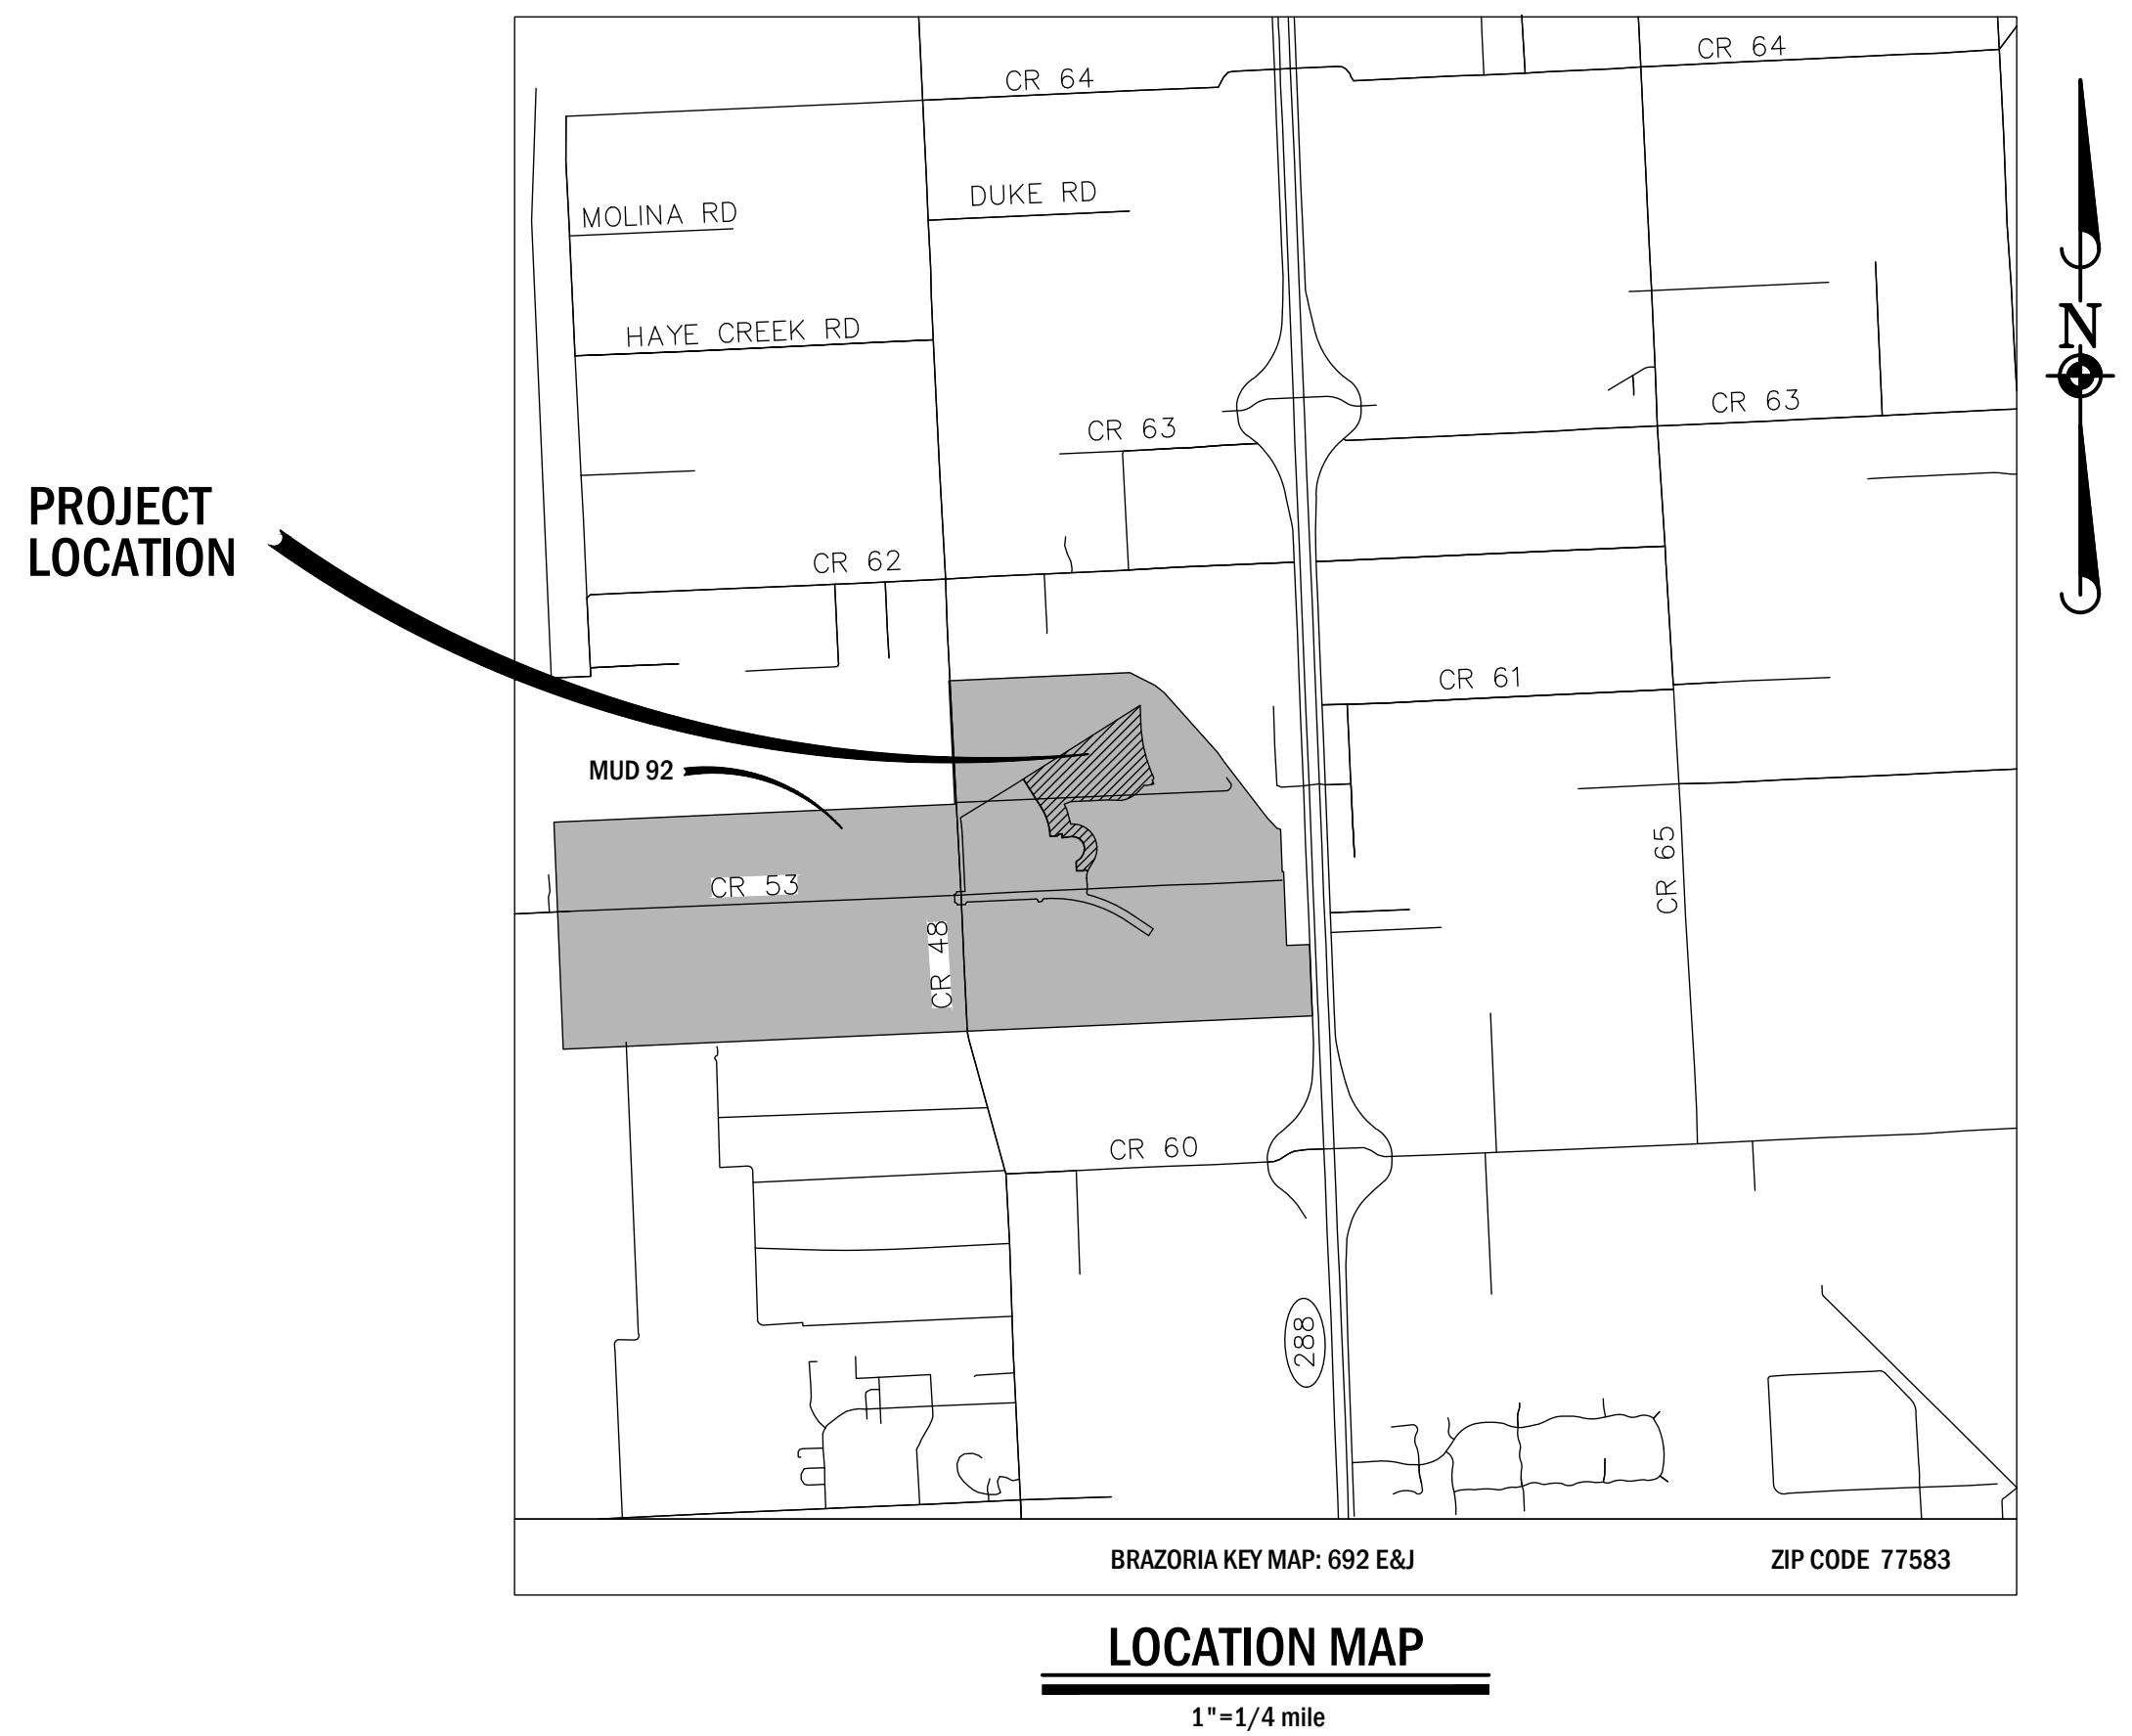 CR 64
CR 64
MOLINA RD
DUKE RD
N
HAYE CREEK RD
CR 63
CR 63
PROJECT
LOCATION
CR 62
CR 61
MUD 92
CR 53
CR 65
CR 48
CR 60
288
BRAZORIA KEY MAP: 692 E&J
ZIP CODE 77583
LOCATION MAP
1"=1/4 mile